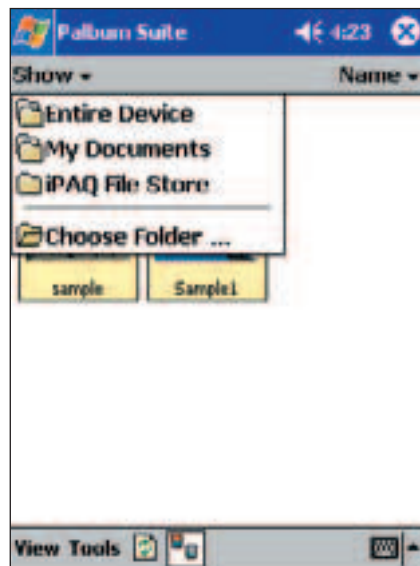 Palbum Suite 4:23
Show Name
Entire Device
My Documents
iPAQ File Store
Choose Folder ...
sample Sample1
View Tools